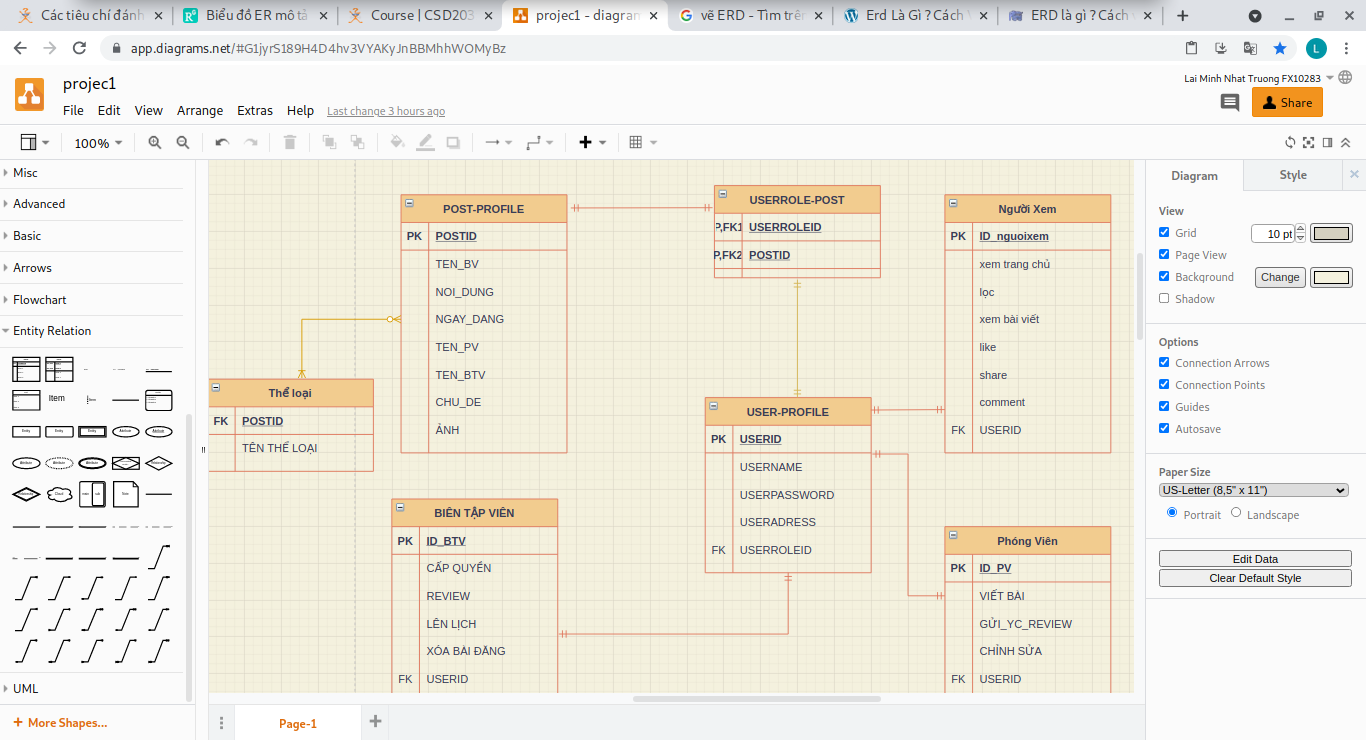 Các tiêu chí đánh
Biểu đồ ER mô tả
Course | CSD203
projec1 - diagram
vẽ ERD - Tìm trên
Erd Là Gì ? Cách
ERD là gì ? Cách
app.diagrams.net/#G1jyrS189H4D4hv3VYAKyJnBBMhhWOMyBz
L
projec1
Lai Minh Nhat Truong FX10283
File Edit View Arrange Extras Help Last change 3 hours ago
Share
100%
Misc
Advanced
Basic
Arrows
Flowchart
Entity Relation
Item
UML
+ More Shapes...
POST-PROFILE
PK POSTID
TEN_BV
NOI_DUNG
NGAY_DANG
TEN_PV
TEN_BTV
CHU_DE
ẢNH
USERROLE-POST
P,FK1 USERROLEID
P,FK2 POSTID
Người Xem
PK ID_nguoixem
xem trang chủ
lọc
xem bài viết
like
share
comment
FK USERID
Thể loại
FK POSTID
TÊN THỂ LOẠI
USER-PROFILE
PK USERID
USERNAME
USERPASSWORD
USERADRESS
FK USERROLEID
BIÊN TẬP VIÊN
PK ID_BTV
CẤP QUYỀN
REVIEW
LÊN LỊCH
XÓA BÀI ĐĂNG
FK USERID
Phóng Viên
PK ID_PV
VIẾT BÀI
GỬI_YC_REVIEW
CHỈNH SỬA
FK USERID
Page-1
Diagram Style
View
Grid 10 pt
Page View
Background Change
Shadow
Options
Connection Arrows
Connection Points
Guides
Autosave
Paper Size
US-Letter (8,5" x 11")
Portrait Landscape
Edit Data
Clear Default Style